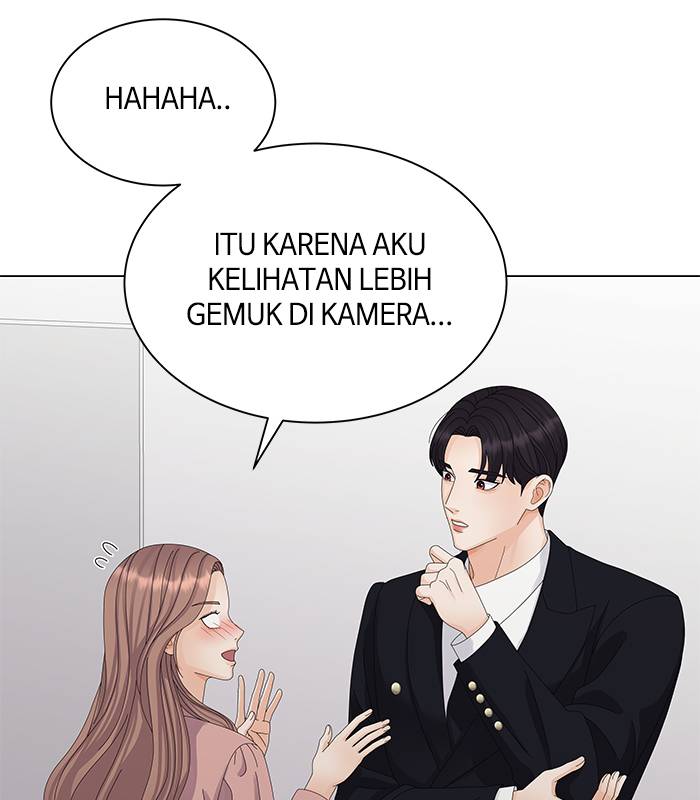 HAHAHA..
ITU KARENA AKU
KELIHATAN LEBIH
GEMUK DI KAMERA...